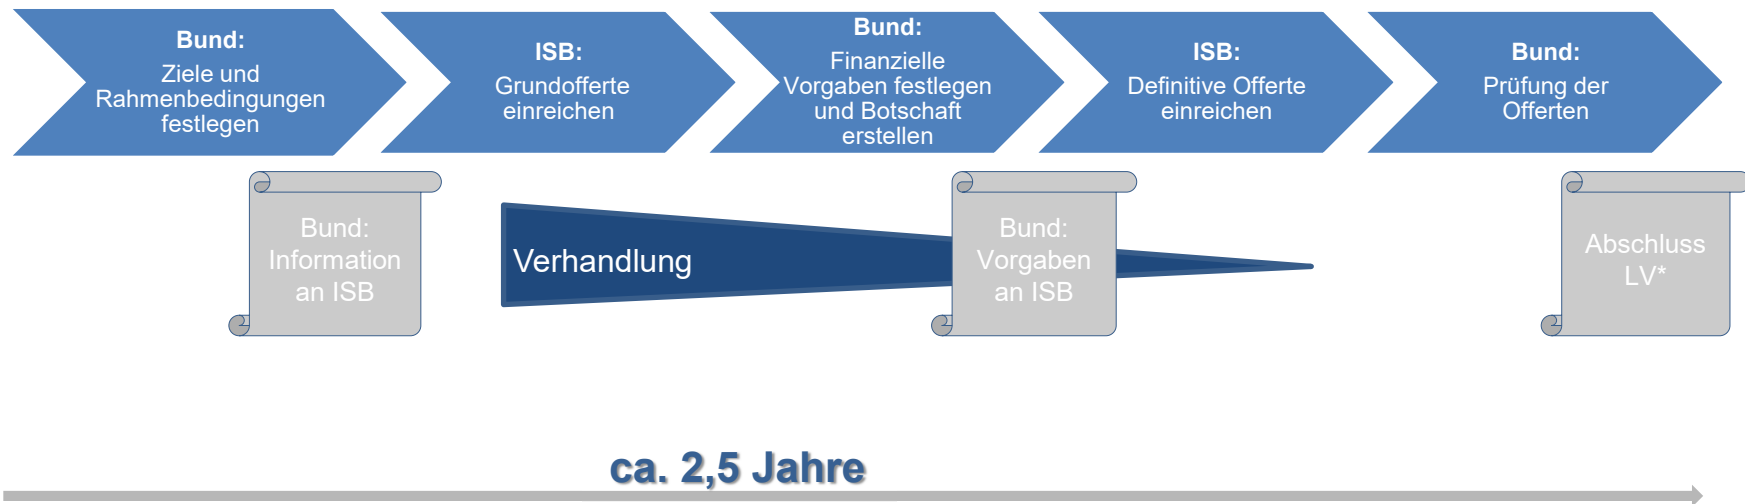 Bund:
Ziele und
Rahmenbedingungen
festlegen
ISB:
Grundofferte
einreichen
Bund:
Finanzielle
Vorgaben festlegen
und Botschaft
erstellen
ISB:
Definitive Offerte
einreichen
Bund:
Prüfung der
Offerten
Bund:
Information
an ISB
Verhandlung
Bund:
Vorgaben
an ISB
Abschluss
LV*
ca. 2,5 Jahre